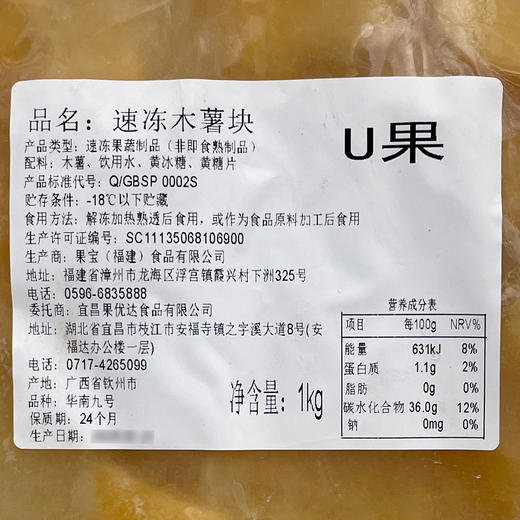 品名：速冻木薯块
U果
产品类型：速冻果蔬制品（非即食熟制品）
配料：木薯、饮用水、黄冰糖、黄糖片
产品标准代号：Q/GBSP 0002S
贮存条件：-18℃以下贮藏
食用方法：解冻加热熟透后食用，或作为食品原料加工后食用
生产许可证编号：SC11135068106900
生产商：果宝（福建）食品有限公司
地址：福建省漳州市龙海区浮宫镇霞兴村下洲325号
电话：0596-6835888
委托商：宜昌果优达食品有限公司
地址：湖北省宜昌市枝江市安福寺镇之字溪大道8号(安
福达办公楼一层)
电话：0717-4265099
产地：广西省钦州市
品种：华南九号
保质期：24个月
生产日期：
净含量：1kg
营养成分表
项目 每100g NRV%
能量 631kJ 8%
蛋白质 1.1g 2%
脂肪 0g 0%
碳水化合物 36.0g 12%
钠 0mg 0%